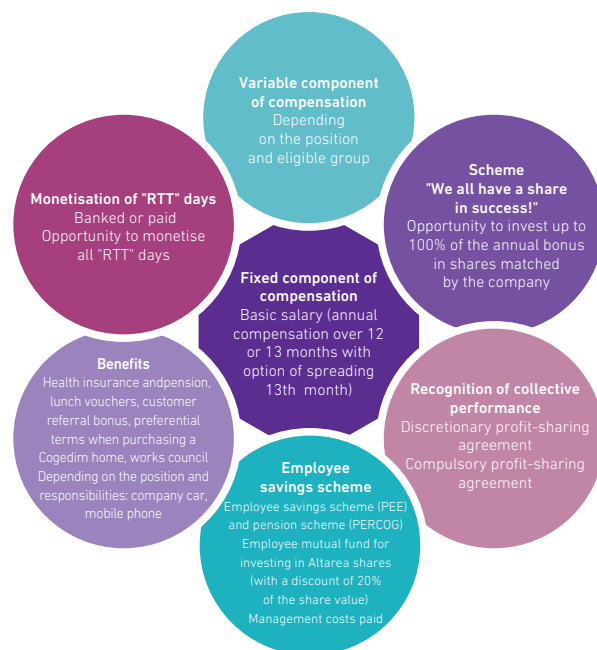 Variable component
of compensation
Depending
on the position
and eligible group
Monetisation of "RTT" days
Banked or paid
Opportunity to monetise
all "RTT" days
Scheme
"We all have a share
in success!"
Opportunity to invest up to
100% of the annual bonus
in shares matched
by the company
Fixed component of
compensation
Basic salary (annual
compensation over 12
or 13 months with
option of spreading
13th month)
Benefits
Health insurance andpension,
lunch vouchers, customer
referral bonus, preferential
terms when purchasing a
Cogedim home, works council
Depending on the position and
responsibilities: company car,
mobile phone
Recognition of collective
performance
Discretionary profit-sharing
agreement
Compulsory profit-sharing
agreement
Employee
savings scheme
Employee savings scheme (PEE)
and pension scheme (PERCOG)
Employee mutual fund for
investing in Altarea shares
(with a discount of 20%
of the share value)
Management costs paid